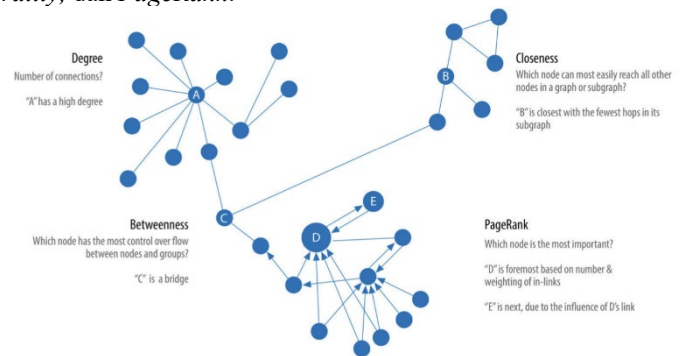 Degree
Number of connections?
"A" has a high degree
A
B
Closeness
Which node can most easily reach all other
nodes in a graph or subgraph?
"B" is closest with the fewest hops in its
subgraph
C
Betweenness
Which node has the most control over flow
between nodes and groups?
"C" is a bridge
D
E
PageRank
Which node is the most important?
"D" is foremost based on number &
weighting of in-links
"E" is next, due to the influence of D's link